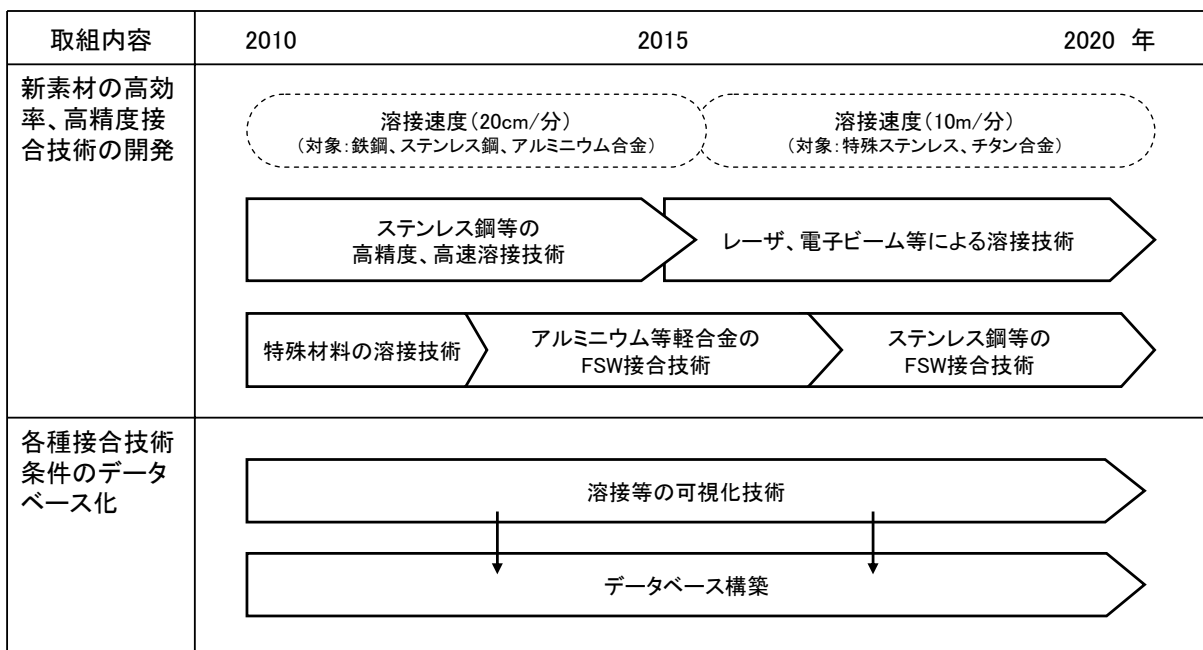 取組内容
2010
2015
2020 年
新素材の高効
率、高精度接
合技術の開発
溶接速度（20cm/分）
（対象：鉄鋼、ステンレス鋼、アルミニウム合金）
溶接速度（10m/分）
（対象：特殊ステンレス、チタン合金）
ステンレス鋼等の
高精度、高速溶接技術
レーザ、電子ビーム等による溶接技術
特殊材料の溶接技術
アルミニウム等軽合金の
FSW接合技術
ステンレス鋼等の
FSW接合技術
各種接合技術
条件のデータ
ベース化
溶接等の可視化技術
データベース構築